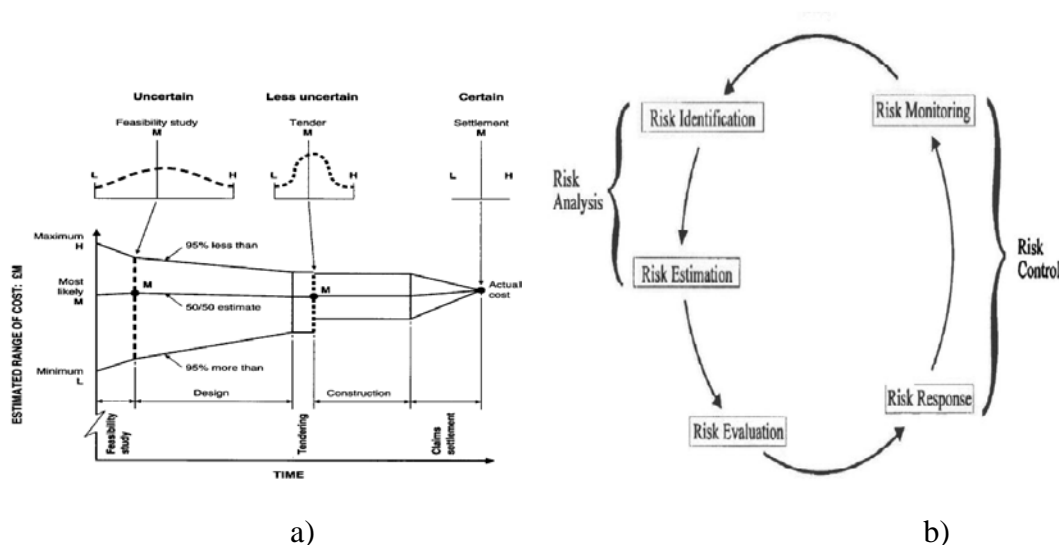 Uncertain
Less uncertain
Certain
Feasibility study
M
Tender
M
Settlement
M
L
H
L
H
L
H
Maximum
H
95% less than
Most
likely
M
M
50/50 estimate
M
Actual
cost
Minimum
L
95% more than
ESTIMATED RANGE OF COST: £M
Design
Construction
Feasibility
study
Tendering
Claims
settlement
TIME
a)
Risk Identification
Risk Monitoring
Risk
Analysis
Risk Estimation
Risk
Control
Risk Evaluation
Risk Response
b)